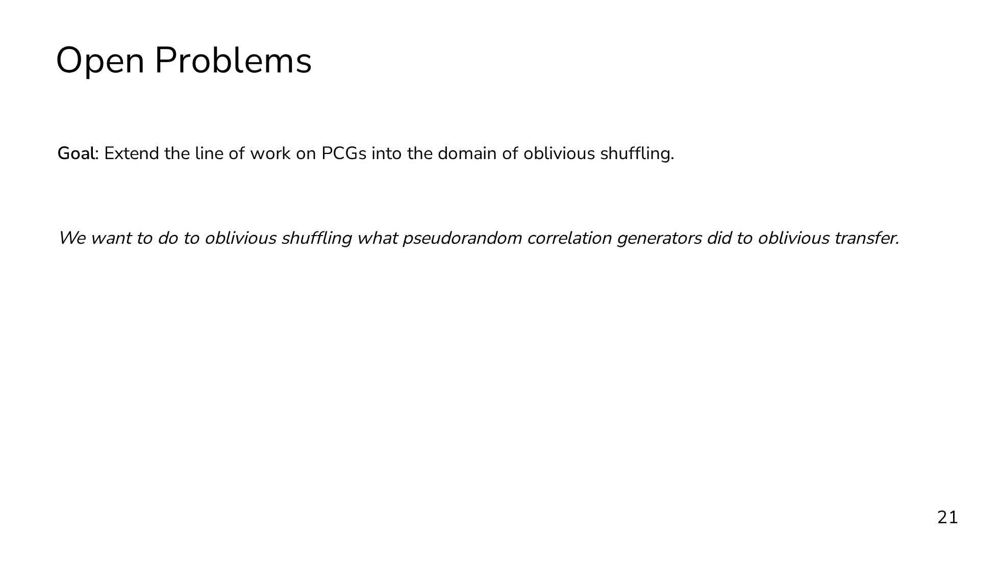 Open Problems
Goal: Extend the line of work on PCGs into the domain of oblivious shuffling.
We want to do to oblivious shuffling what pseudorandom correlation generators did to oblivious transfer.
21